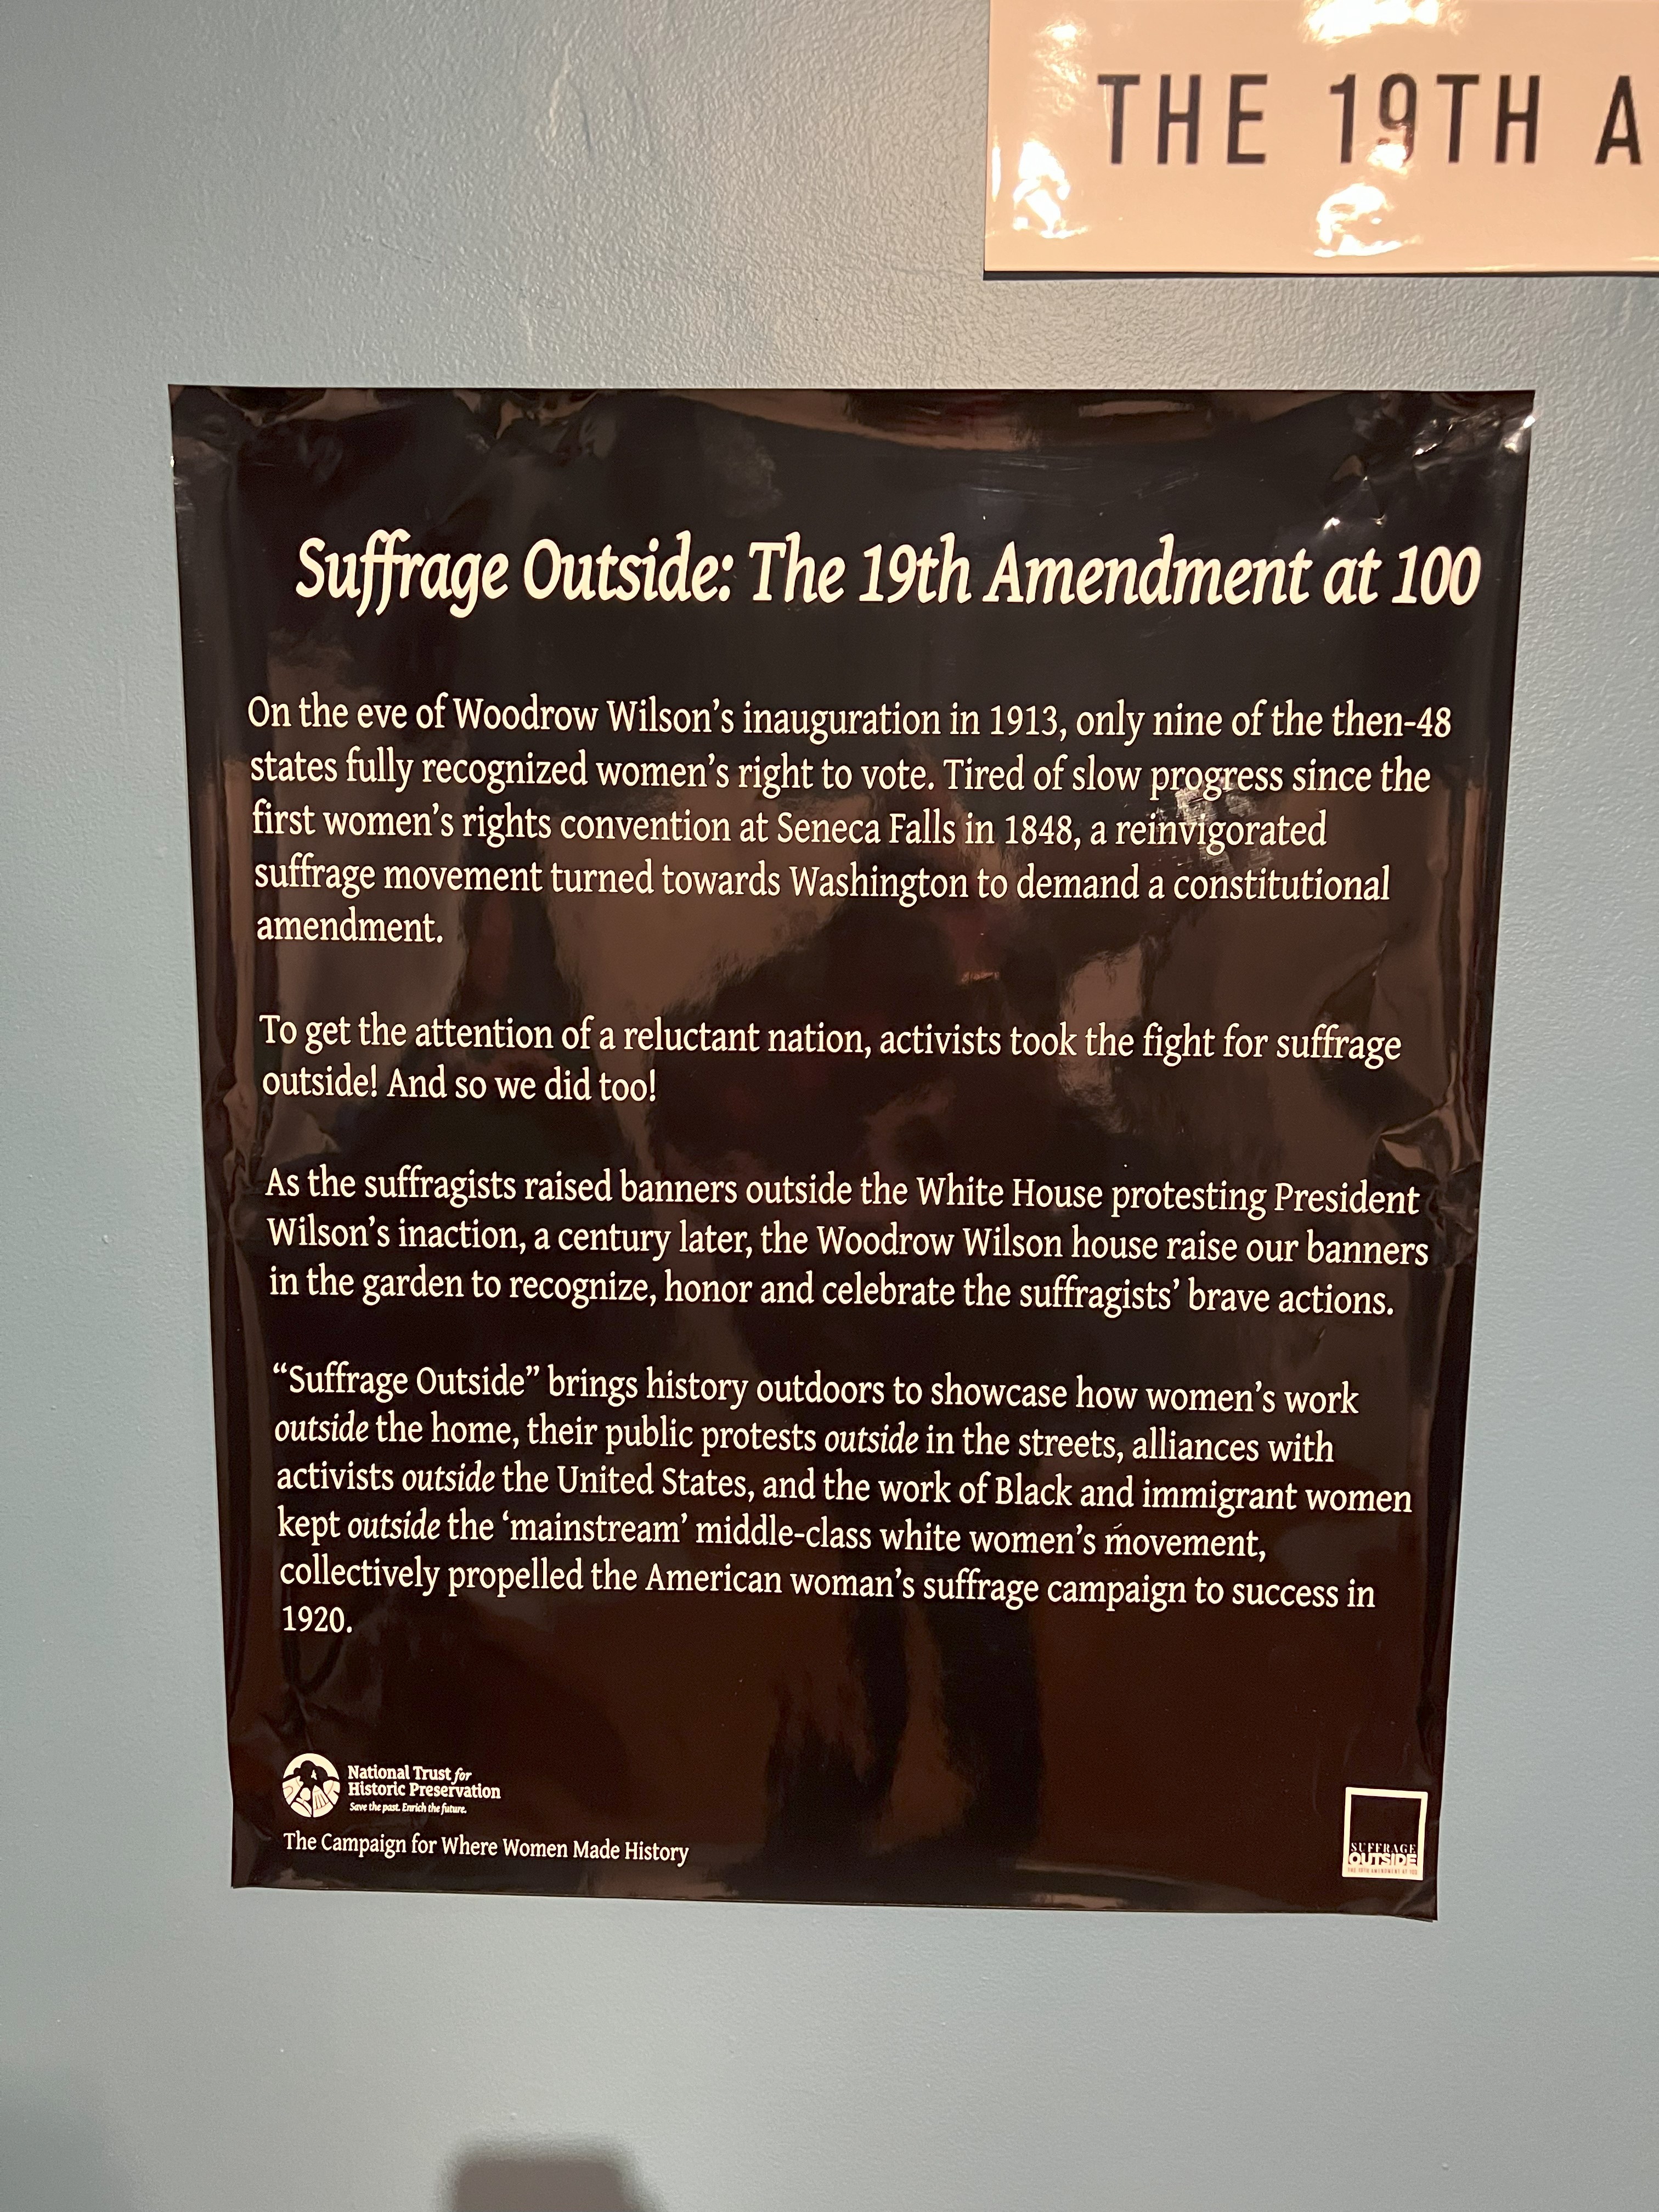 THE 19TH A
Suffrage Outside: The 19th Amendment at 100
On the eve of Woodrow Wilson's inauguration in 1913, only nine of the then-48
states fully recognized women's right to vote. Tired of slow progress since the
first women's rights convention at Seneca Falls in 1848, a reinvigorated
suffrage movement turned towards Washington to demand a constitutional
amendment.
To get the attention of a reluctant nation, activists took the fight for suffrage
outside! And so we did too!
As the suffragists raised banners outside the White House protesting President
Wilson's inaction, a century later, the Woodrow Wilson house raise our banners
in the garden to recognize, honor and celebrate the suffragists' brave actions.
“Suffrage Outside” brings history outdoors to showcase how women's work
outside the home, their public protests outside in the streets, alliances with
activists outside the United States, and the work of Black and immigrant women
kept outside the ‘mainstream’ middle-class white women's movement,
collectively propelled the American woman's suffrage campaign to success in
1920.
National Trust for
Historic Preservation
Save the past. Enrich the future.
The Campaign for Where Women Made History
SUFFRAGE
OUTSIDE
THE 19TH AMENDMENT AT 100